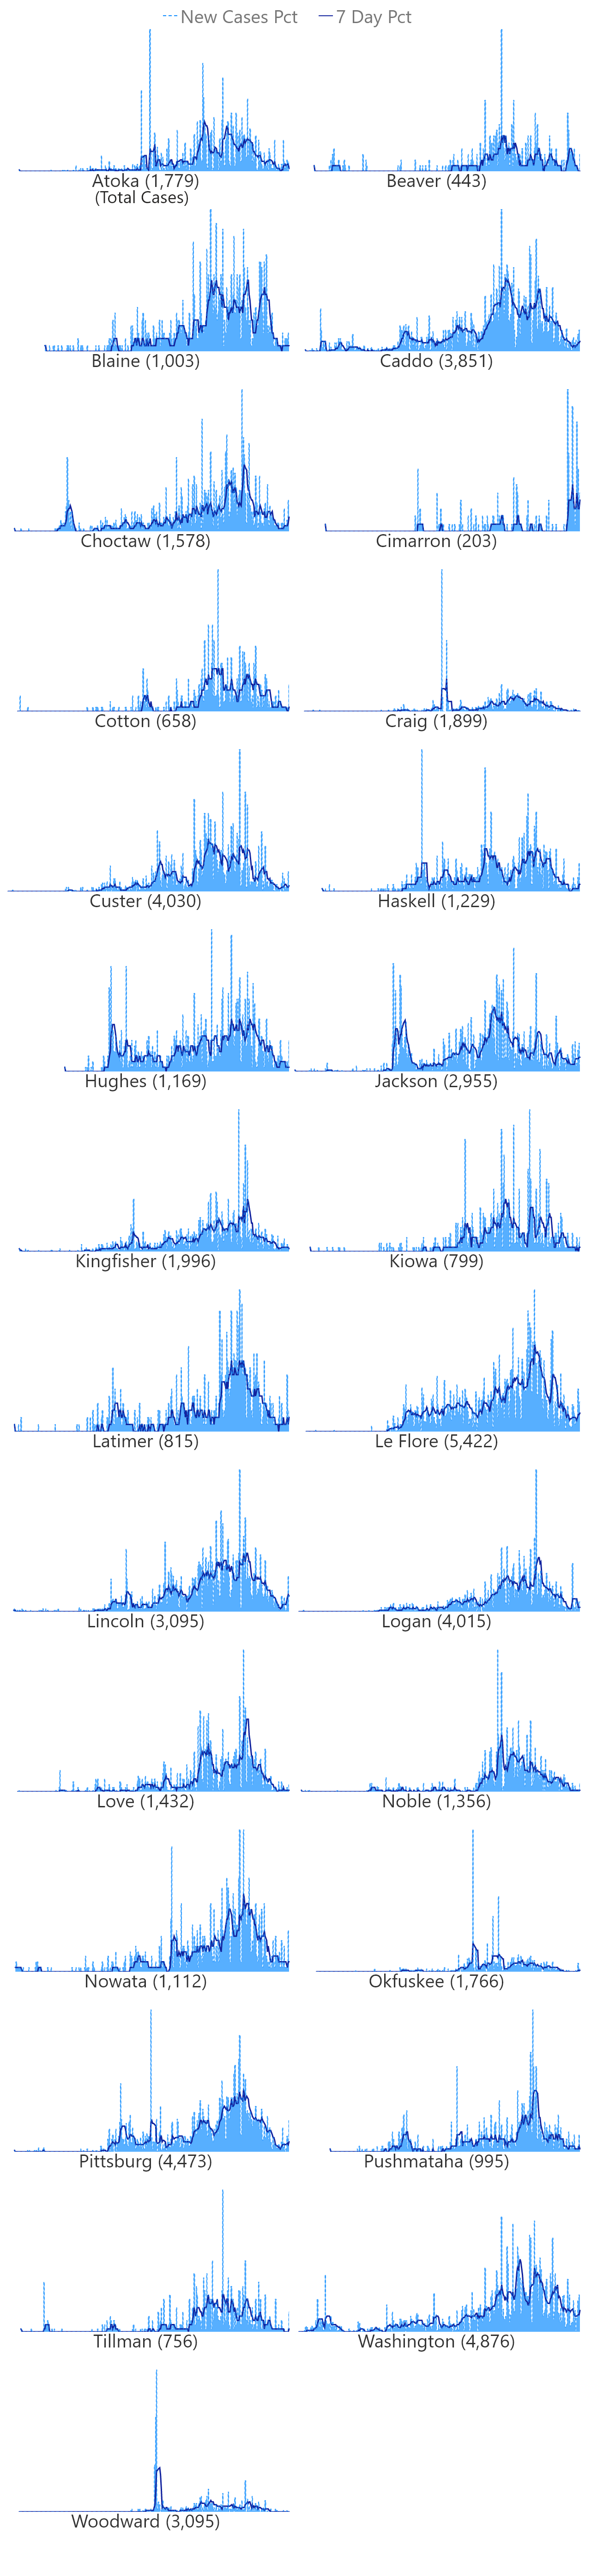 New Cases Pct 7 Day Pct
Atoka (1,779) Beaver (443)
(Total Cases)
Blaine (1,003) Caddo (3,851)
Choctaw (1,578) Cimarron (203)
Cotton (658) Craig (1,899)
Custer (4,030) Haskell (1,229)
Hughes (1,169) Jackson (2,955)
Kingfisher (1,996) Kiowa (799)
Latimer (815) Le Flore (5,422)
Lincoln (3,095) Logan (4,015)
Love (1,432) Noble (1,356)
Nowata (1,112) Okfuskee (1,766)
Pittsburg (4,473) Pushmataha (995)
Tillman (756) Washington (4,876)
Woodward (3,095)